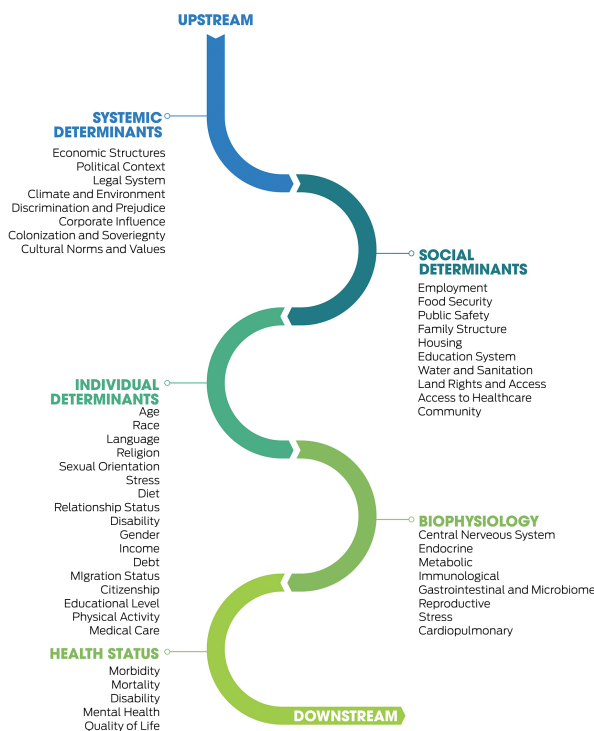 UPSTREAM
SYSTEMIC
DETERMINANTS
Economic Structures
Political Context
Legal System
Climate and Environment
Discrimination and Prejudice
Corporate Influence
Colonization and Soveriegnty
Cultural Norms and Values
SOCIAL
DETERMINANTS
Employment
Food Security
Public Safety
Family Structure
Housing
Education System
Water and Sanitation
Land Rights and Access
Access to Healthcare
Community
INDIVIDUAL
DETERMINANTS
Age
Race
Language
Religion
Sexual Orientation
Stress
Diet
Relationship Status
Disability
Gender
Income
Debt
MIgration Status
Citizenship
Educational Level
Physical Activity
Medical Care
BIOPHYSIOLOGY
Central Nervous System
Endocrine
Metabolic
Immunological
Gastrointestinal and Microbiome
Reproductive
Stress
Cardiopulmonary
HEALTH STATUS
Morbidity
Mortality
Disability
Mental Health
Quality of Life
DOWNSTREAM